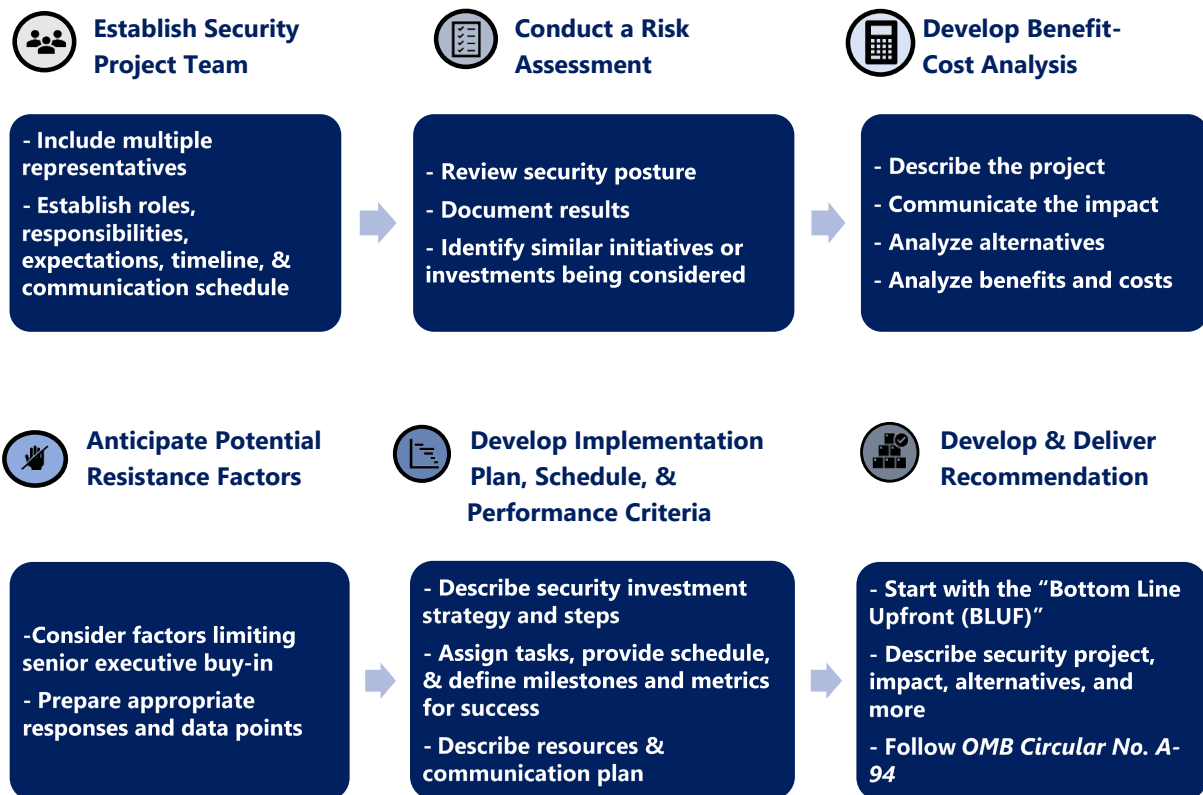 Establish Security
Project Team
- Include multiple
representatives
- Establish roles,
responsibilities,
expectations, timeline, &
communication schedule
Conduct a Risk
Assessment
- Review security posture
- Document results
- Identify similar initiatives or
investments being considered
Develop Benefit-
Cost Analysis
- Describe the project
- Communicate the impact
- Analyze alternatives
- Analyze benefits and costs
Anticipate Potential
Resistance Factors
-Consider factors limiting
senior executive buy-in
- Prepare appropriate
responses and data points
Develop Implementation
Plan, Schedule, &
Performance Criteria
- Describe security investment
strategy and steps
- Assign tasks, provide schedule,
& define milestones and metrics
for success
- Describe resources &
communication plan
Develop & Deliver
Recommendation
- Start with the “Bottom Line
Upfront (BLUF)”
- Describe security project,
impact, alternatives, and
more
- Follow OMB Circular No. A-
94